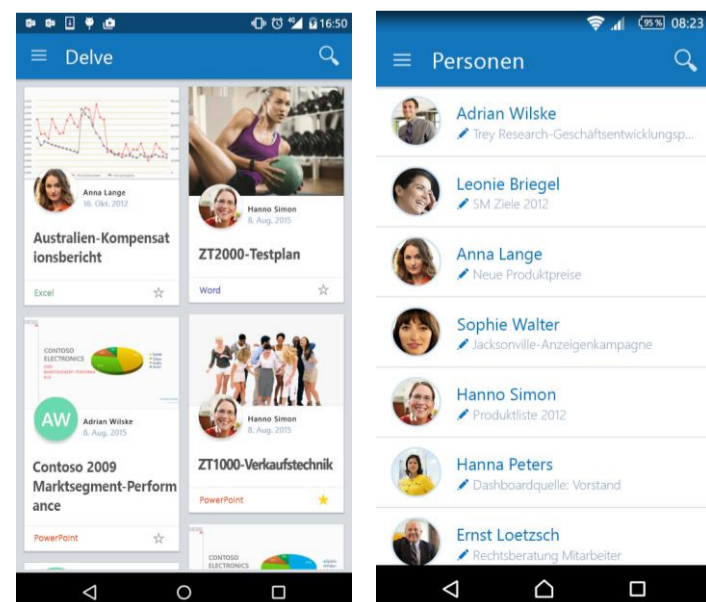 16:50
Delve
Anna Lange
16. Okt. 2012
Australien-Kompensat
ionsbericht
Excel
Hanno Simon
8. Aug. 2015
ZT2000-Testplan
Word
CONTOSO
ELECTRONICS
AW
Adrian Wilske
8. Aug. 2015
Contoso 2009
Marktsegment-Perform
ance
PowerPoint
Hanno Simon
8. Aug. 2015
ZT1000-Verkaufstechnik
PowerPoint
CONTOSO
ELECTRONICS
95% 08:23
Personen
Adrian Wilske
Trey Research-Geschäftsentwicklungsp...
Leonie Briegel
SM Ziele 2012
Anna Lange
Neue Produktpreise
Sophie Walter
Jacksonville-Anzeigenkampagne
Hanno Simon
Produktliste 2012
Hanna Peters
Dashboardquelle: Vorstand
Ernst Loetzsch
Rechtsberatung Mitarbeiter